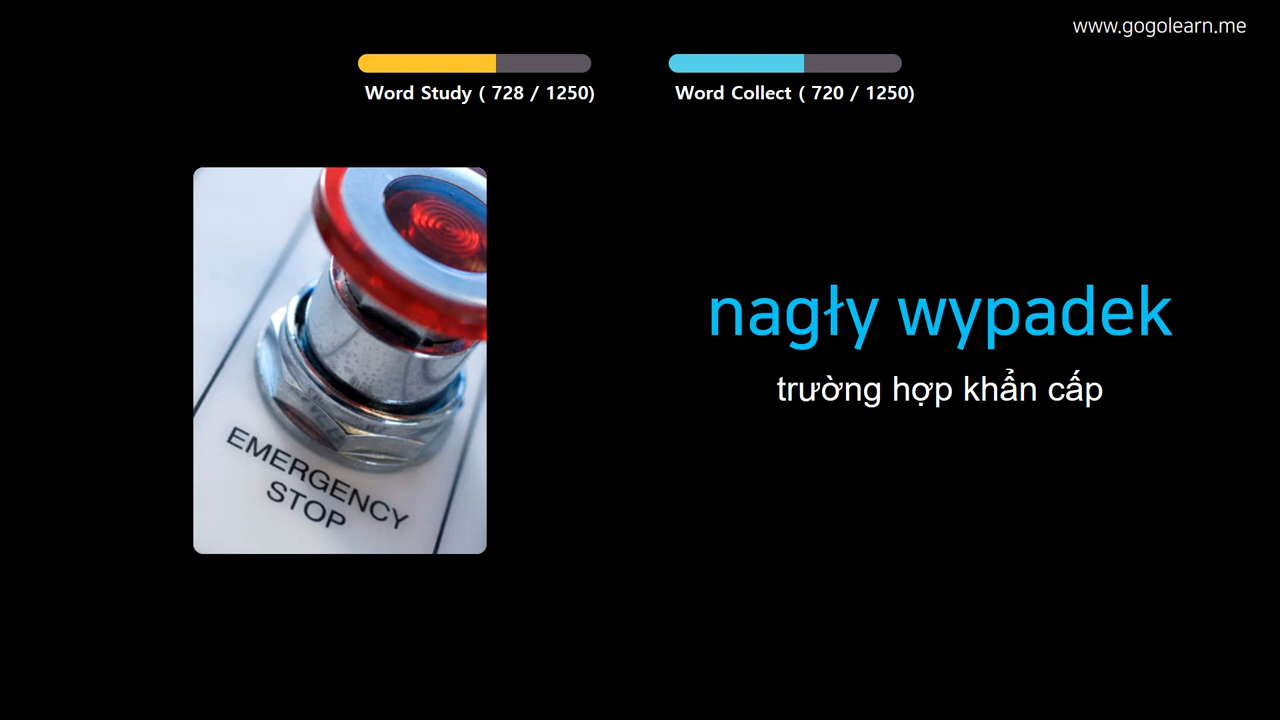 www.gogolearn.me
Word Study ( 728 / 1250)
Word Collect ( 720 / 1250)
EMERGENCY
STOP
nagły wypadek
trường hợp khẩn cấp